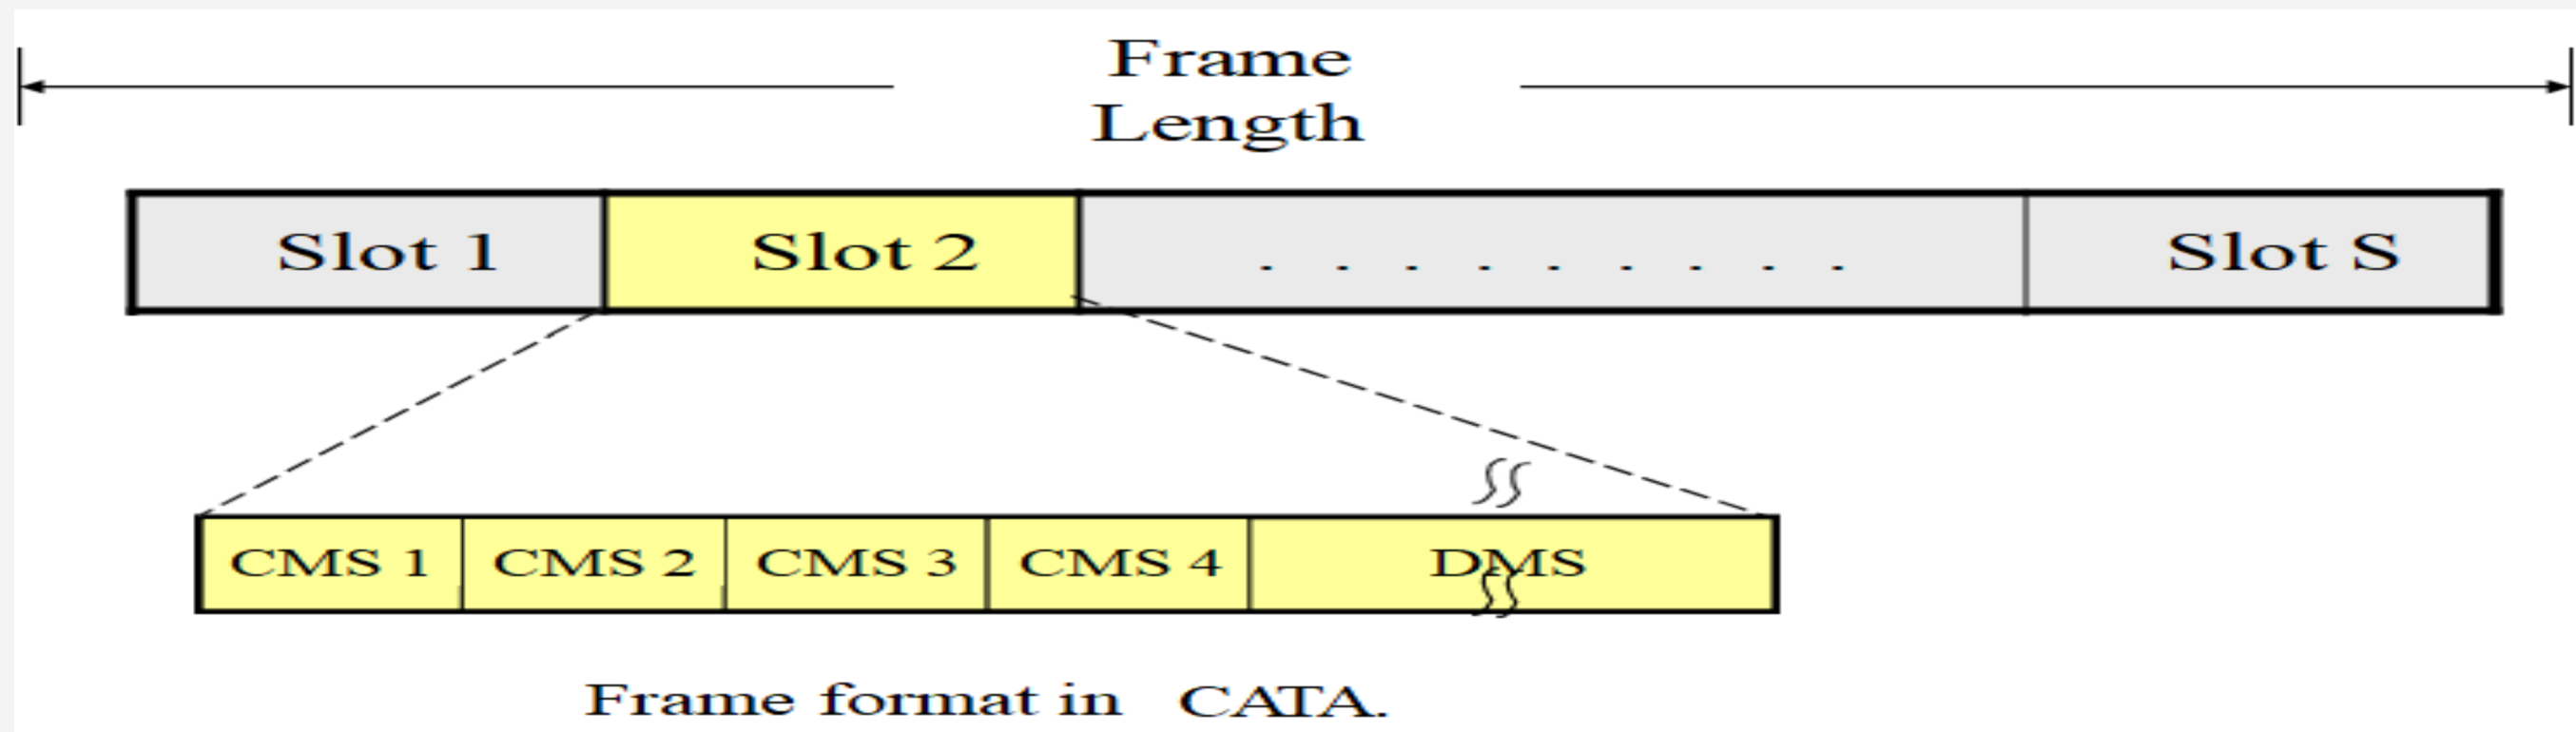 Frame
Length
Slot 1 Slot 2 . . . . . . . . . Slot S
CMS 1 CMS 2 CMS 3 CMS 4 DMS
Frame format in CATA.